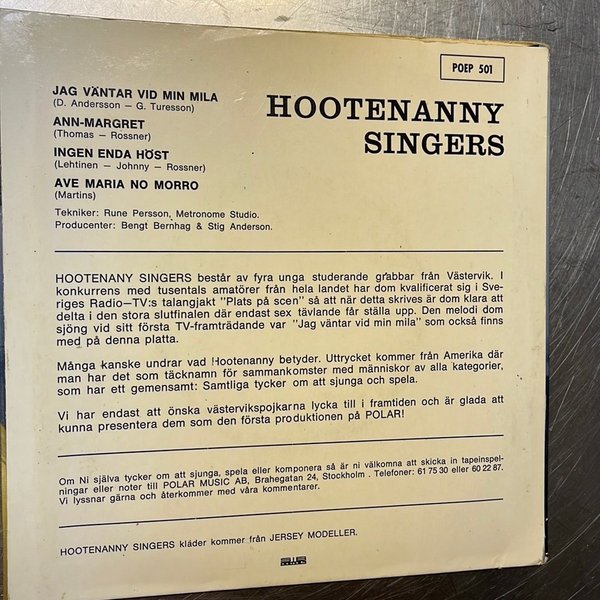 POEP 501
HOOTENANNY
SINGERS
JAG VÄNTAR VID MIN MILA
(D. Andersson — G. Turesson)
ANN-MARGRET
(Thomas — Rossner)
INGEN ENDA HÖST
(Lehtinen — Johnny — Rossner)
AVE MARIA NO MORRO
(Martins)
Tekniker: Rune Persson, Metronome Studio.
Producenter: Bengt Bernhag & Stig Anderson.
HOOTENANY SINGERS består av fyra unga studerande grabbar från Västervik. I
konkurrens med tusentals amatörer från hela landet har dom kvalificerat sig i Sve-
riges Radio—TV:s talangjakt "Plats på scen" så att när detta skrives är dom klara att
delta i den stora slutfinalen där endast sex tävlande får ställa upp. Den melodi dom
sjöng vid sitt första TV-framträdande var "Jag väntar vid min mila" som också finns
med på denna platta.
Många kanske undrar vad Hootenanny betyder. Uttrycket kommer från Amerika där
man har det som täcknamn för sammankomster med människor av alla kategorier,
som har ett gemensamt: Samtliga tycker om att sjunga och spela.
Vi har endast att önska västervikspojkarna lycka till i framtiden och är glada att
kunna presentera dem som den första produktionen på POLAR!
Om Ni själva tycker om att sjunga, spela eller komponera så är ni välkomna att skicka in tapeinspel-
ningar eller noter till POLAR MUSIC AB, Brahegatan 24, Stockholm . Telefoner: 61 75 30 eller 60 22 87.
Vi lyssnar gärna och återkommer med våra kommentarer.
HOOTENANNY SINGERS kläder kommer från JERSEY MODELLER.